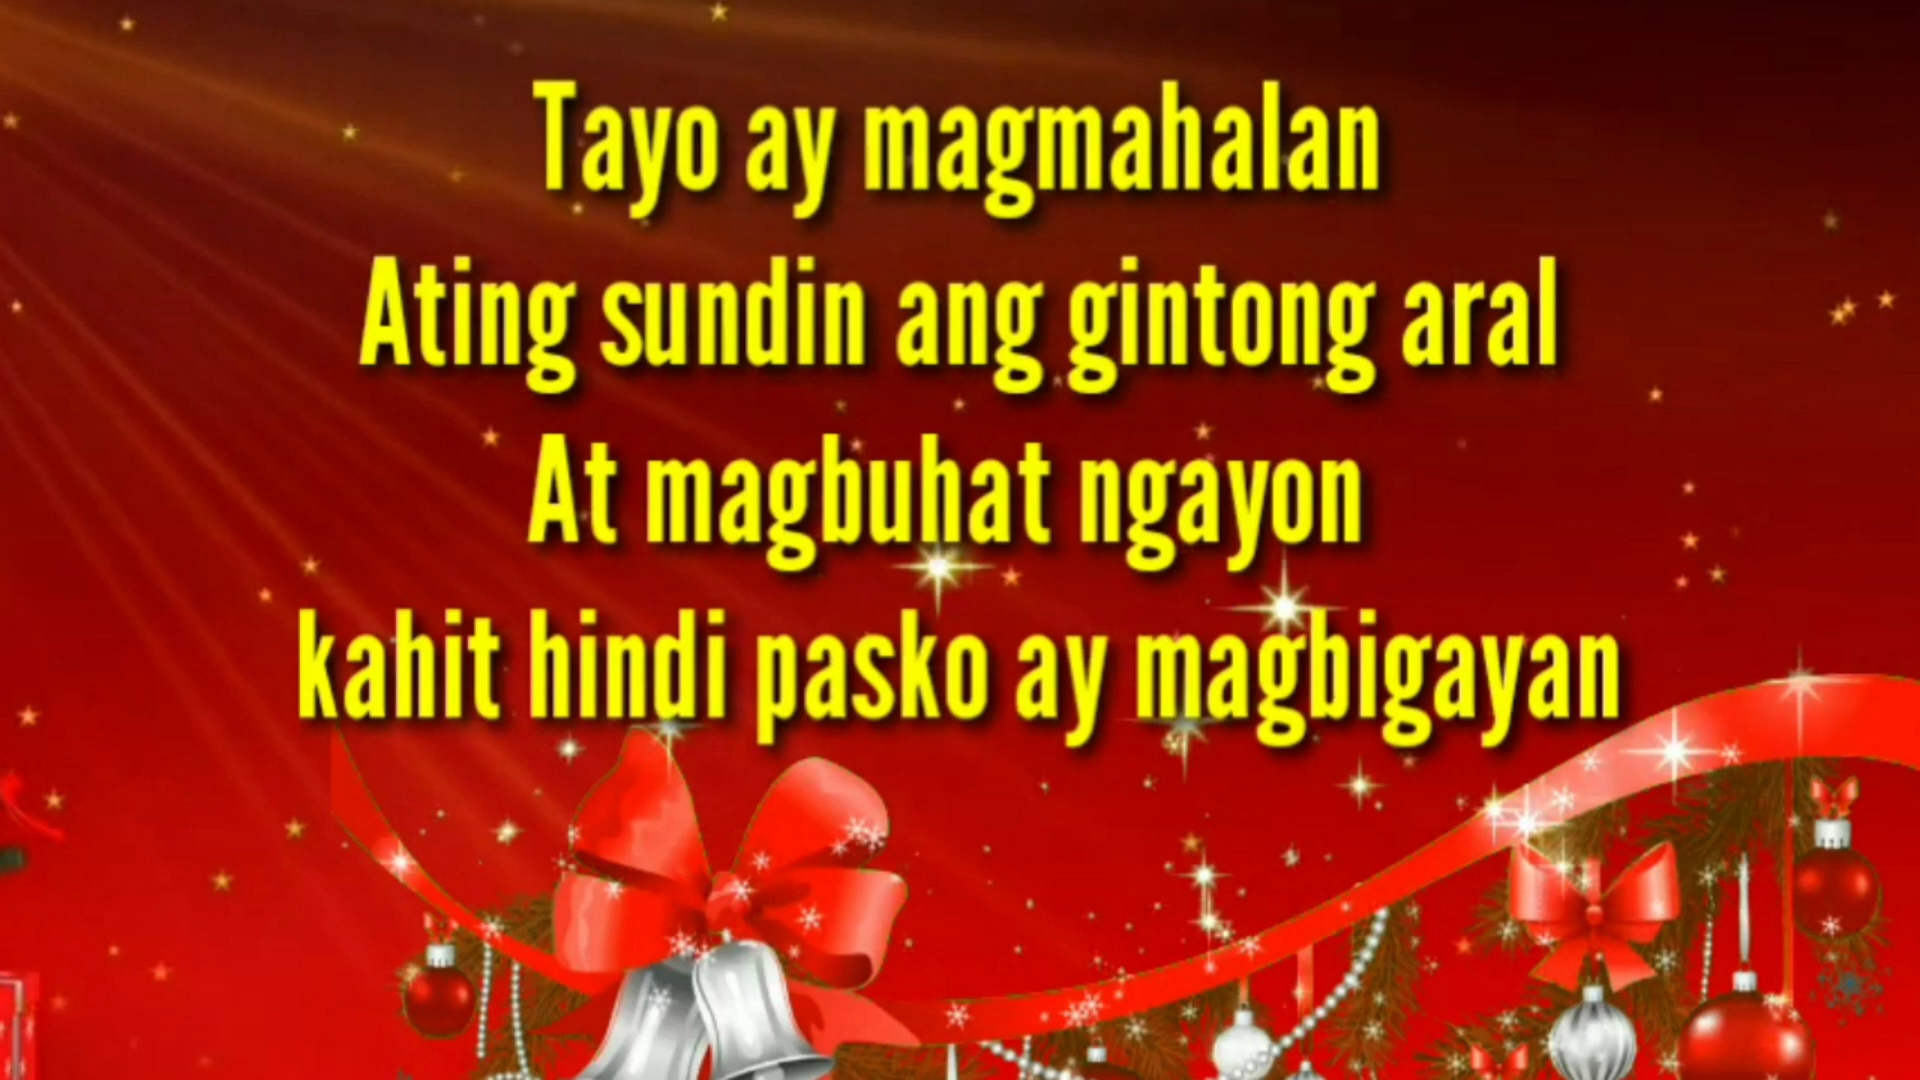 Tayo ay magmahalan
Ating sundin ang gintong aral
At magbuhat ngayon
kahit hindi pasko ay magbigayan